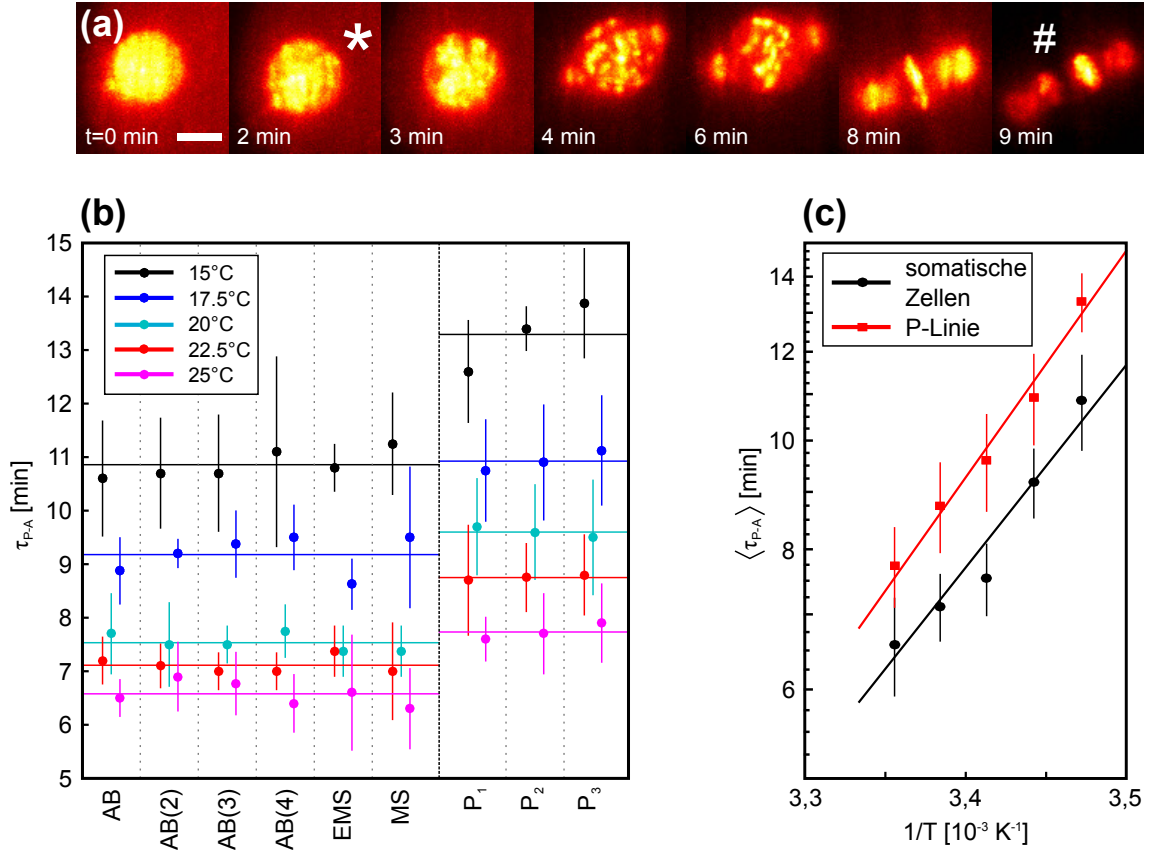 (a)
*
#
t=0 min
2 min
3 min
4 min
6 min
8 min
9 min
(b)
15
14
13
12
11
10
9
8
7
6
5
τP-A [min]
15°C
17.5°C
20°C
22.5°C
25°C
AB
AB(2)
AB(3)
AB(4)
EMS
MS
P₁
P₂
P₃
(c)
14
12
10
8
6
⟨τP-A⟩ [min]
somatische
Zellen
P-Linie
3,3
3,4
3,5
1/T [10⁻³ K⁻¹]